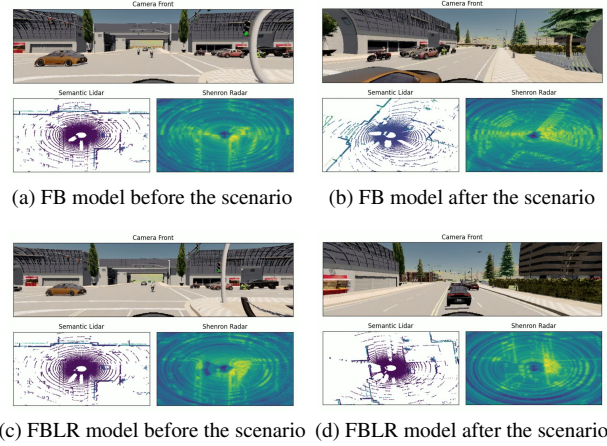 Camera Front
Camera Front
Semantic Lidar
Shenron Radar
Semantic Lidar
Shenron Radar
(a) FB model before the scenario
(b) FB model after the scenario
Camera Front
Camera Front
Semantic Lidar
Shenron Radar
Semantic Lidar
Shenron Radar
(c) FBLR model before the scenario
(d) FBLR model after the scenario